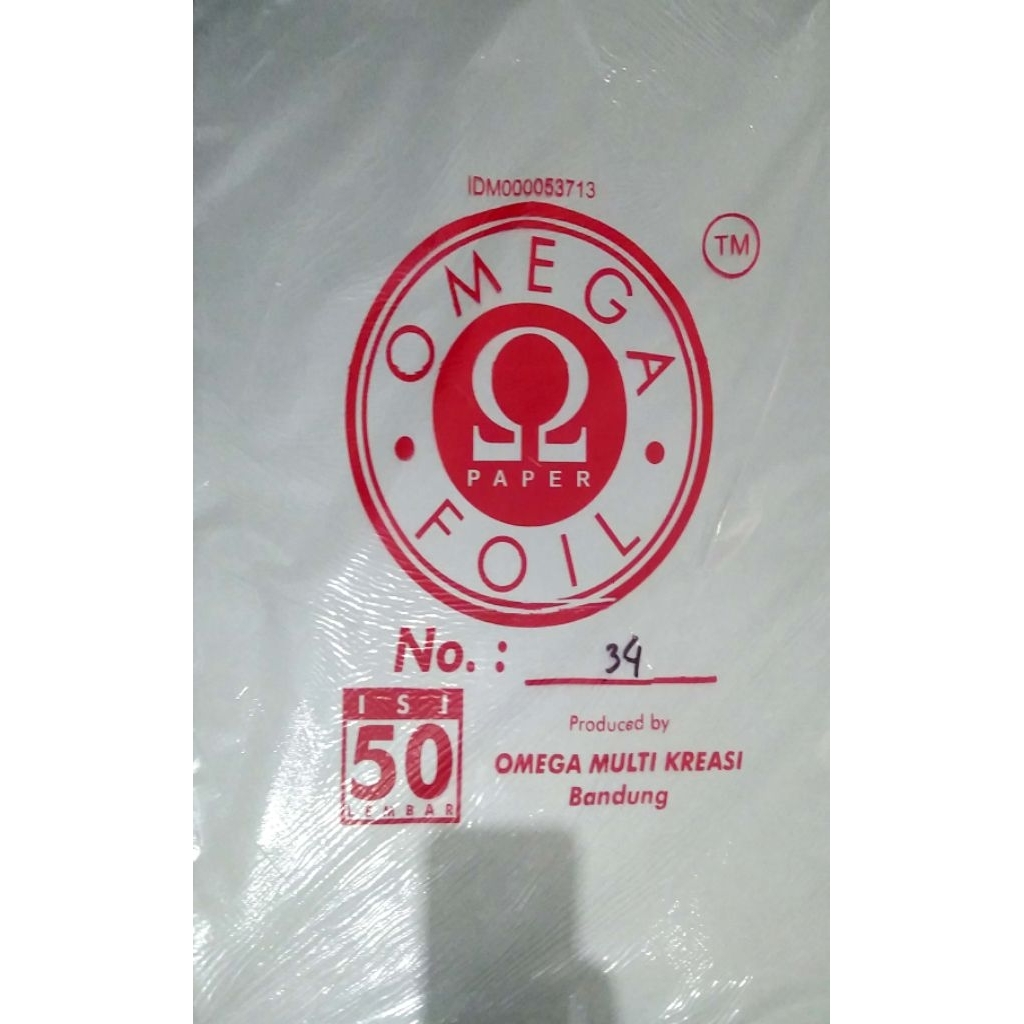 IDM000053713
TM
OMEGA
Ω
PAPER
FOIL
No. : 34
ISI
50
LEMBAR
Produced by
OMEGA MULTI KREASI
Bandung